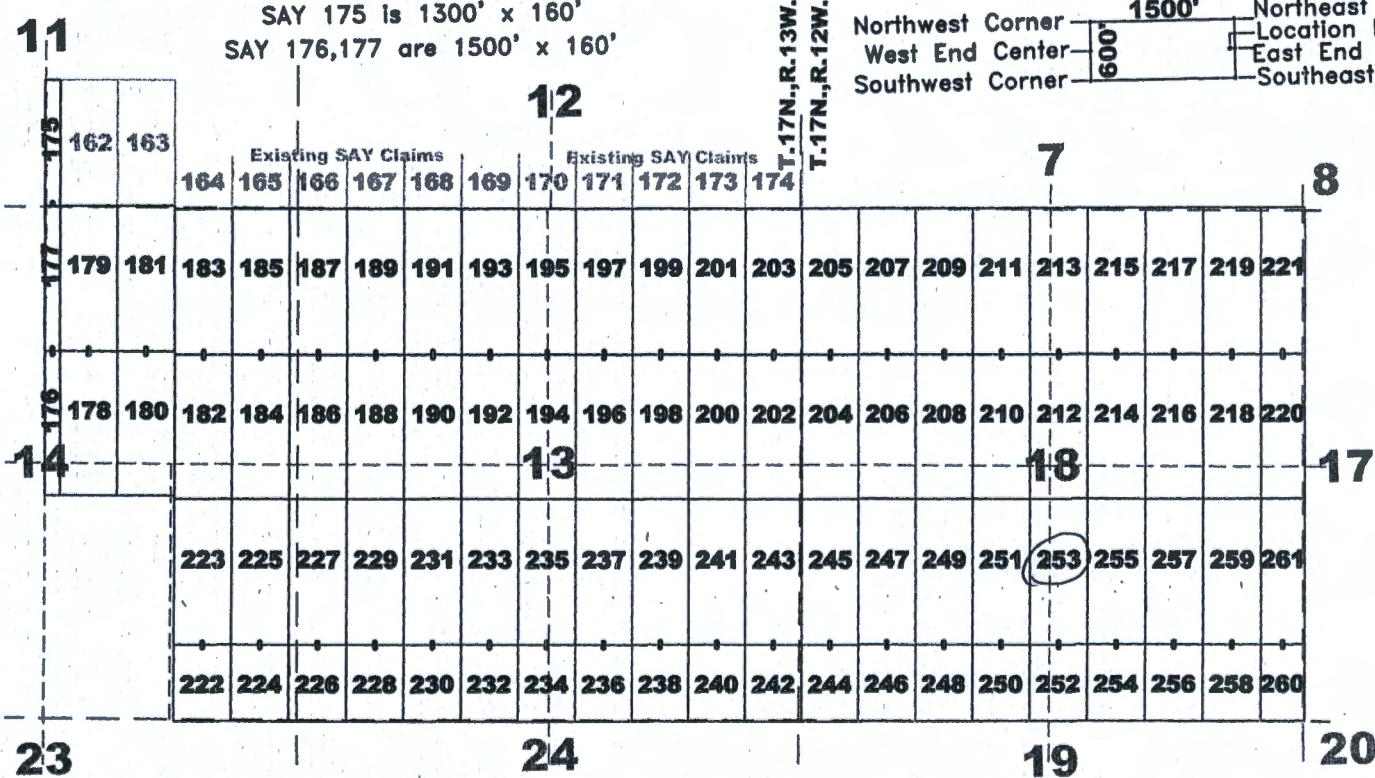 SAY 175 is 1300' x 160'
SAY 176,177 are 1500' x 160'
T.17N.,R.13W.
T.17N.,R.12W.
1500'
600'
Northwest Corner
West End Center
Southwest Corner
Northeast
Location
East End
Southeast
11
12
7
8
175 162 163
Existing SAY Claims
Existing SAY Claims
164 165 166 167 168 169 170 171 172 173 174
177 179 181 183 185 187 189 191 193 195 197 199 201 203 205 207 209 211 213 215 217 219 221
176 178 180 182 184 186 188 190 192 194 196 198 200 202 204 206 208 210 212 214 216 218 220
14 13 18 17
223 225 227 229 231 233 235 237 239 241 243 245 247 249 251 253 255 257 259 261
222 224 226 228 230 232 234 236 238 240 242 244 246 248 250 252 254 256 258 260
23 24 19 20